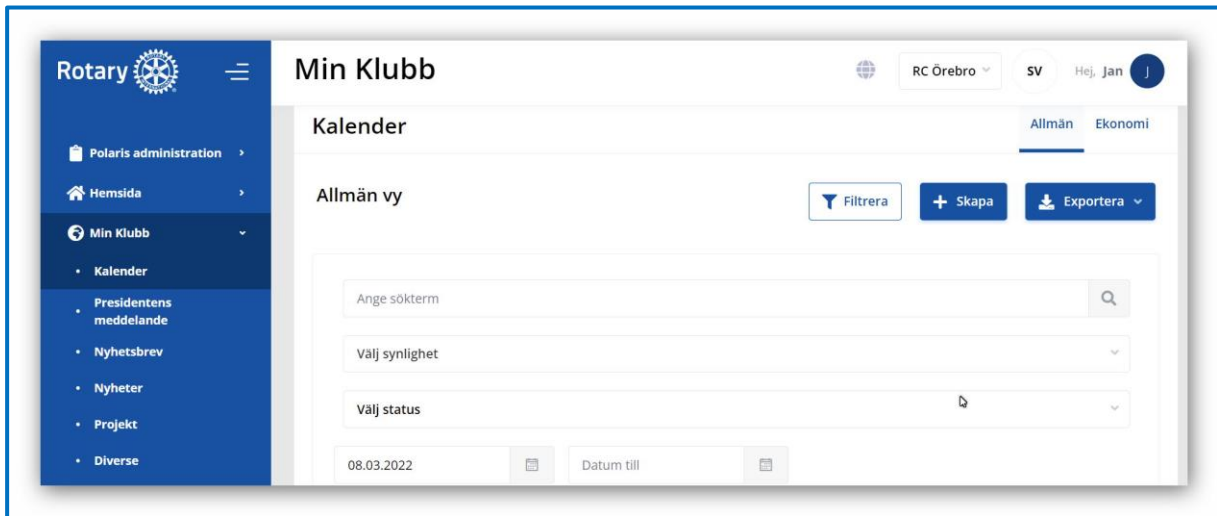 Rotary
Min Klubb
RC Örebro
SV
Hej, Jan
J
Polaris administration
Hemsida
Min Klubb
Kalender
Presidentens
meddelande
Nyhetsbrev
Nyheter
Projekt
Diverse
Kalender
Allmän
Ekonomi
Allmän vy
Filtrera
Skapa
Exportera
Ange sökterm
Välj synlighet
Välj status
08.03.2022
Datum till